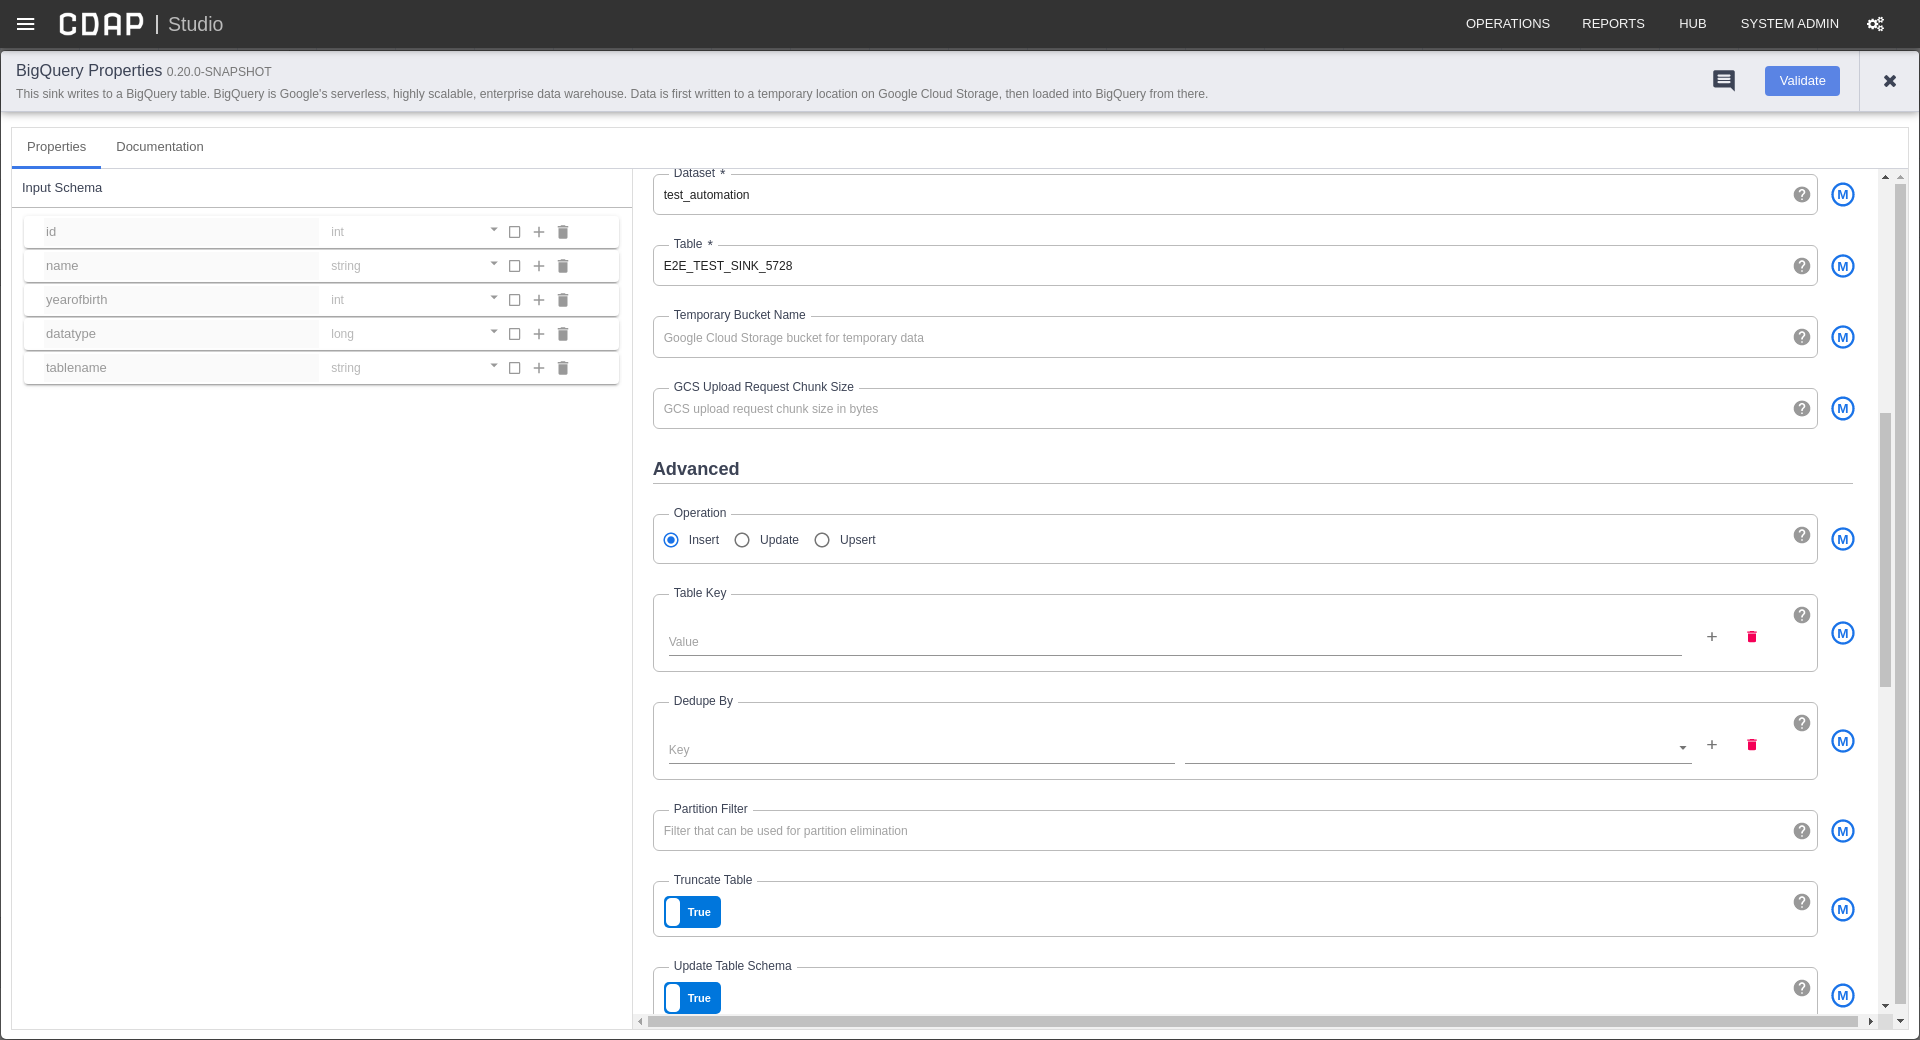 CDAP | Studio
OPERATIONS REPORTS HUB SYSTEM ADMIN
BigQuery Properties 0.20.0-SNAPSHOT
This sink writes to a BigQuery table. BigQuery is Google's serverless, highly scalable, enterprise data warehouse. Data is first written to a temporary location on Google Cloud Storage, then loaded into BigQuery from there.
Validate
Properties Documentation
Input Schema
id int
name string
yearofbirth int
datatype long
tablename string
Dataset *
test_automation
M
Table *
E2E_TEST_SINK_5728
M
Temporary Bucket Name
Google Cloud Storage bucket for temporary data
M
GCS Upload Request Chunk Size
GCS upload request chunk size in bytes
M
Advanced
Operation
Insert Update Upsert
M
Table Key
Value
M
Dedupe By
Key
M
Partition Filter
Filter that can be used for partition elimination
M
Truncate Table
True
M
Update Table Schema
True
M